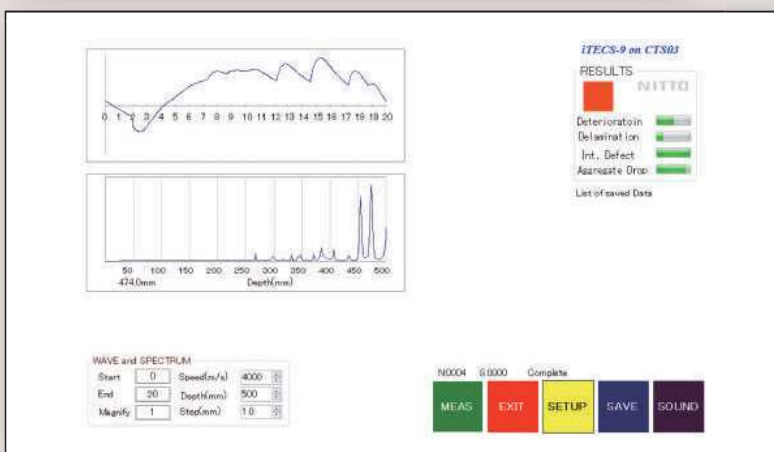 iTECS-9 on CTS03
RESULTS
NITTO
Deterioratoin
Delamination
Int. Defect
Aggregate Drop
List of saved Data
0 1 2 3 4 5 6 7 8 9 10 11 12 13 14 15 16 17 18 19 20
50 100 150 200 250 300 350 400 450 500
474.0mm Depth(mm)
WAVE and SPECTRUM
Start 0 Speed(m/s) 4000
End 20 Depth(mm) 500
Magnify 1 Step(mm) 1.0
N0004 S0000 Complete
MEAS EXIT SETUP SAVE SOUND